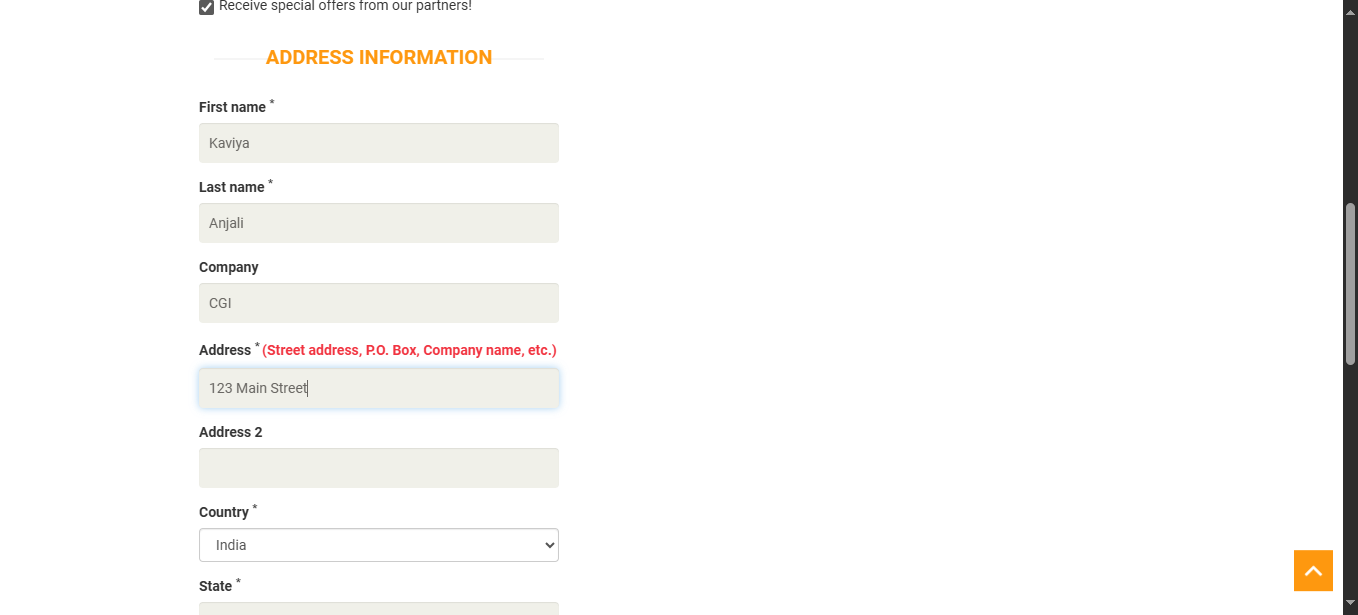 Receive special offers from our partners!
ADDRESS INFORMATION
First name *
Kaviya
Last name *
Anjali
Company
CGI
Address * (Street address, P.O. Box, Company name, etc.)
123 Main Street
Address 2
Country *
India
State *